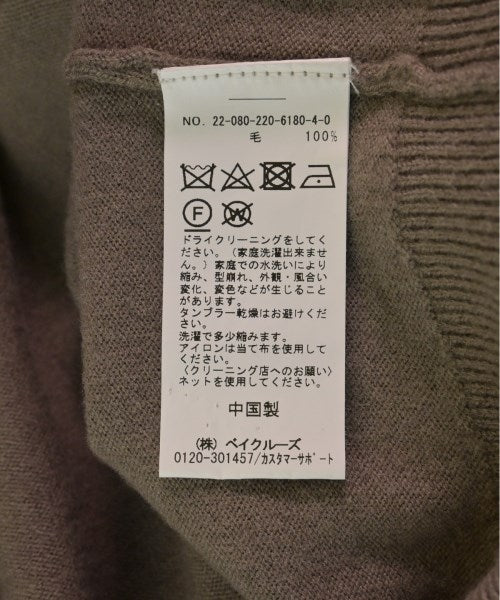 NO. 22-080-220-6180-4-0
毛 100%
F
W
ドライクリーニングをしてく
ださい。(家庭洗濯出来ませ
ん。)家庭での水洗いにより
縮み、型崩れ、外観・風合い
変化、変色などが生じること
があります。
タンブラー乾燥はお避けくだ
さい。
洗濯で多少縮みます。
アイロンは当て布を使用して
ください。
〈クリーニング店へのお願い〉
ネットを使用してください。
中国製
(株) ベイクルーズ
0120-301457/カスタマーサポート